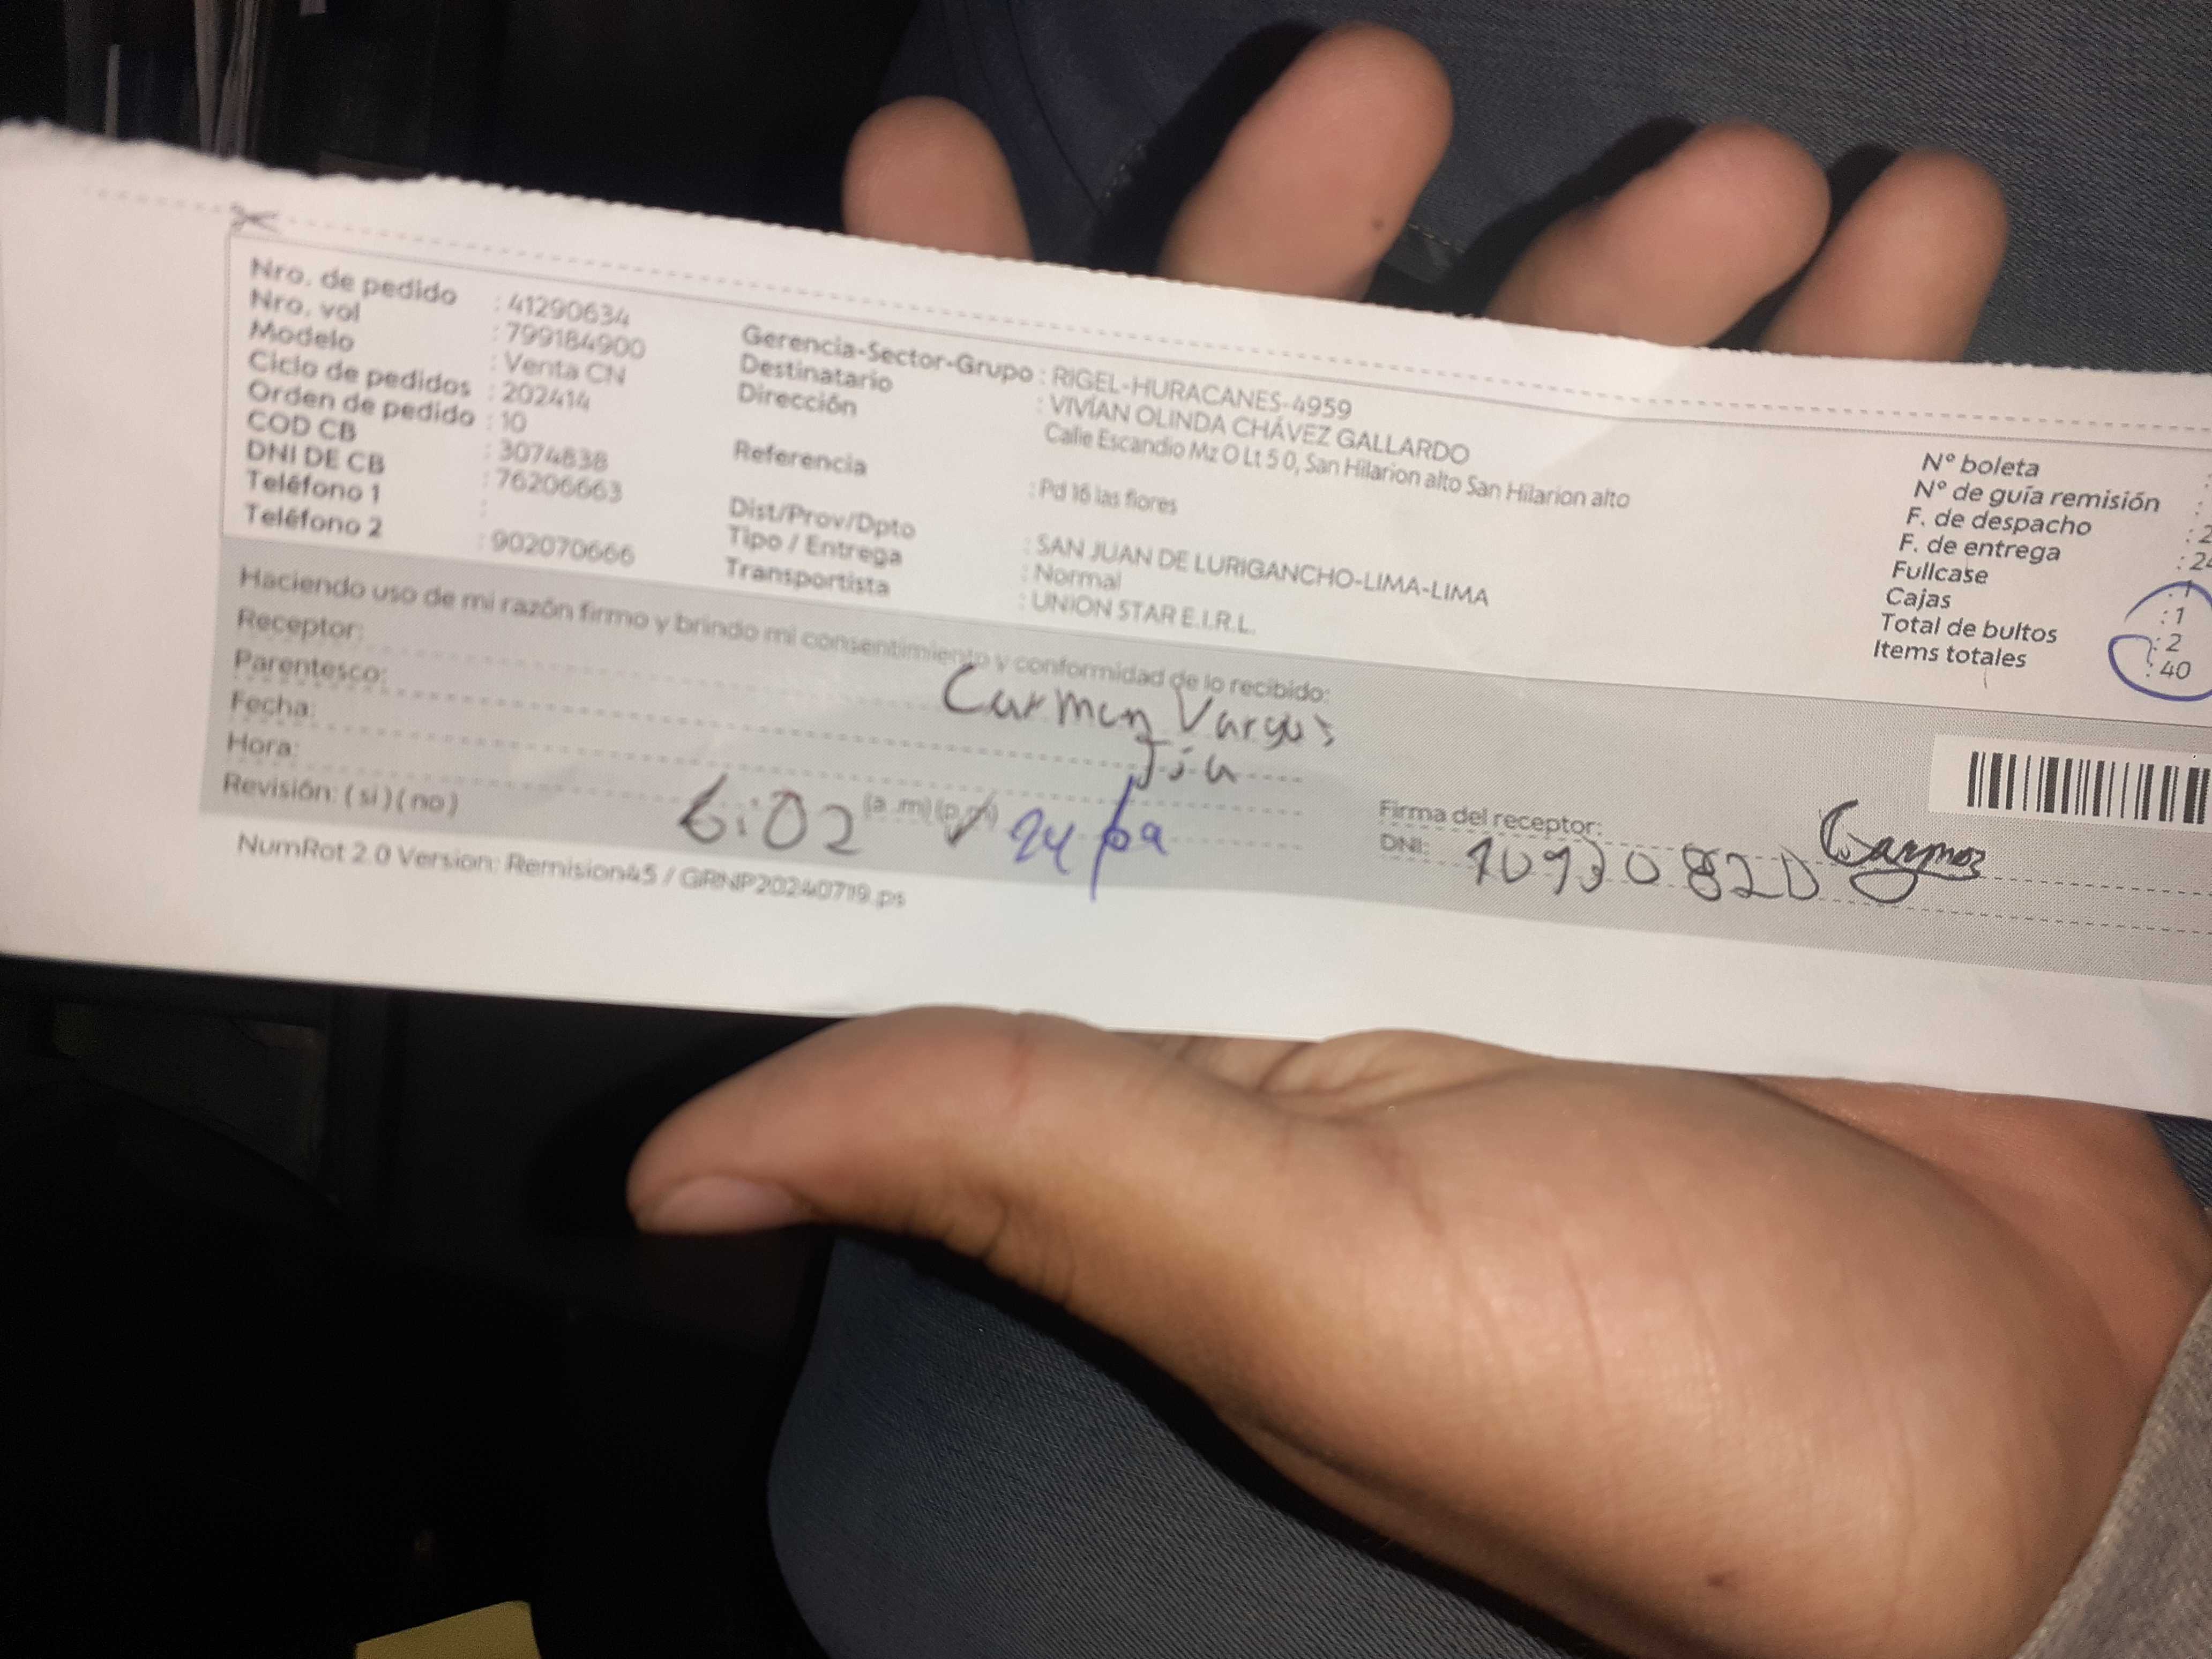 Nro. de pedido : 41290634
Nro. vol : 799184900
Modelo : Venta CN
Ciclo de pedidos : 202414
Orden de pedido : 10
COD CB : 3074838
DNI DE CB : 76206663
Teléfono 1 :
Teléfono 2 : 902070666
Gerencia-Sector-Grupo : RIGEL-HURACANES-4959
Destinatario : VIVÍAN OLINDA CHÁVEZ GALLARDO
Dirección Calle Escandio Mz O Lt 5 0, San Hilarion alto San Hilarion alto
Referencia : Pd 16 las flores
Dist/Prov/Dpto : SAN JUAN DE LURIGANCHO-LIMA-LIMA
Tipo / Entrega : Normal
Transportista : UNION STAR E.I.R.L.
N° boleta :
N° de guía remisión :
F. de despacho : 2
F. de entrega : 24
Fullcase : 1
Cajas : 1
Total de bultos : 2
Items totales : 40
Haciendo uso de mi razón firmo y brindo mi consentimiento y conformidad de lo recibido:
Receptor: Carmen Vargas
Parentesco: Tía
Fecha:
Hora: 6:02 (a .m) (p.m)
Revisión: ( si ) ( no )
Firma del receptor:
DNI:
NumRot 2.0 Version: Remision45 / GRNP20240719.ps